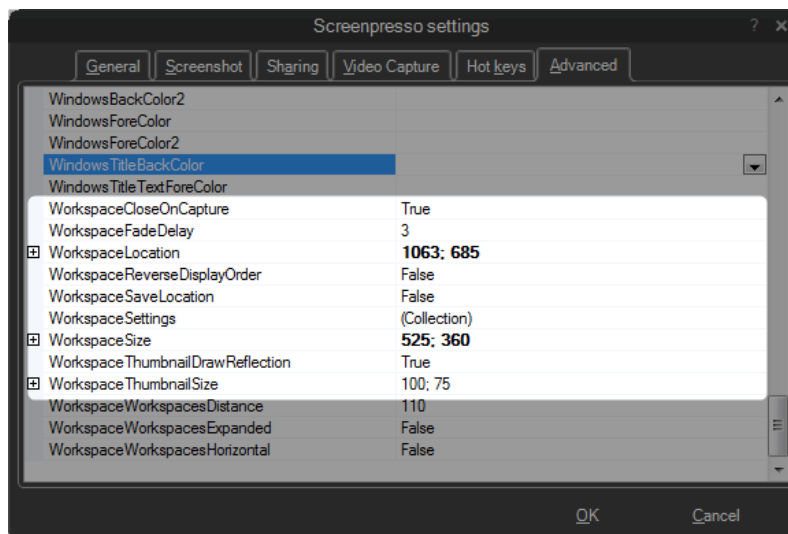 Screenpresso settings ? ×
General Screenshot Sharing Video Capture Hot keys Advanced
WindowsBackColor2
WindowsForeColor
WindowsForeColor2
WindowsTitleBackColor
WindowsTitleTextForeColor
WorkspaceCloseOnCapture True
WorkspaceFadeDelay 3
WorkspaceLocation 1063; 685
WorkspaceReverseDisplayOrder False
WorkspaceSaveLocation False
WorkspaceSettings (Collection)
WorkspaceSize 525; 360
WorkspaceThumbnailDrawReflection True
WorkspaceThumbnailSize 100; 75
WorkspaceWorkspacesDistance 110
WorkspaceWorkspacesExpanded False
WorkspaceWorkspacesHorizontal False
OK Cancel